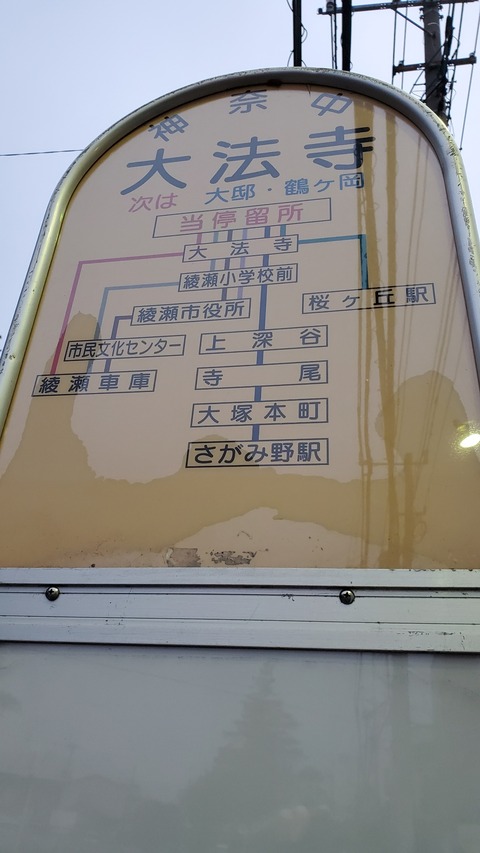 神奈中
大法寺
次は 大邸・鶴ヶ岡
当停留所
大法寺
綾瀬小学校前
桜ヶ丘駅
綾瀬市役所
上深谷
市民文化センター
寺尾
綾瀬車庫
大塚本町
さがみ野駅